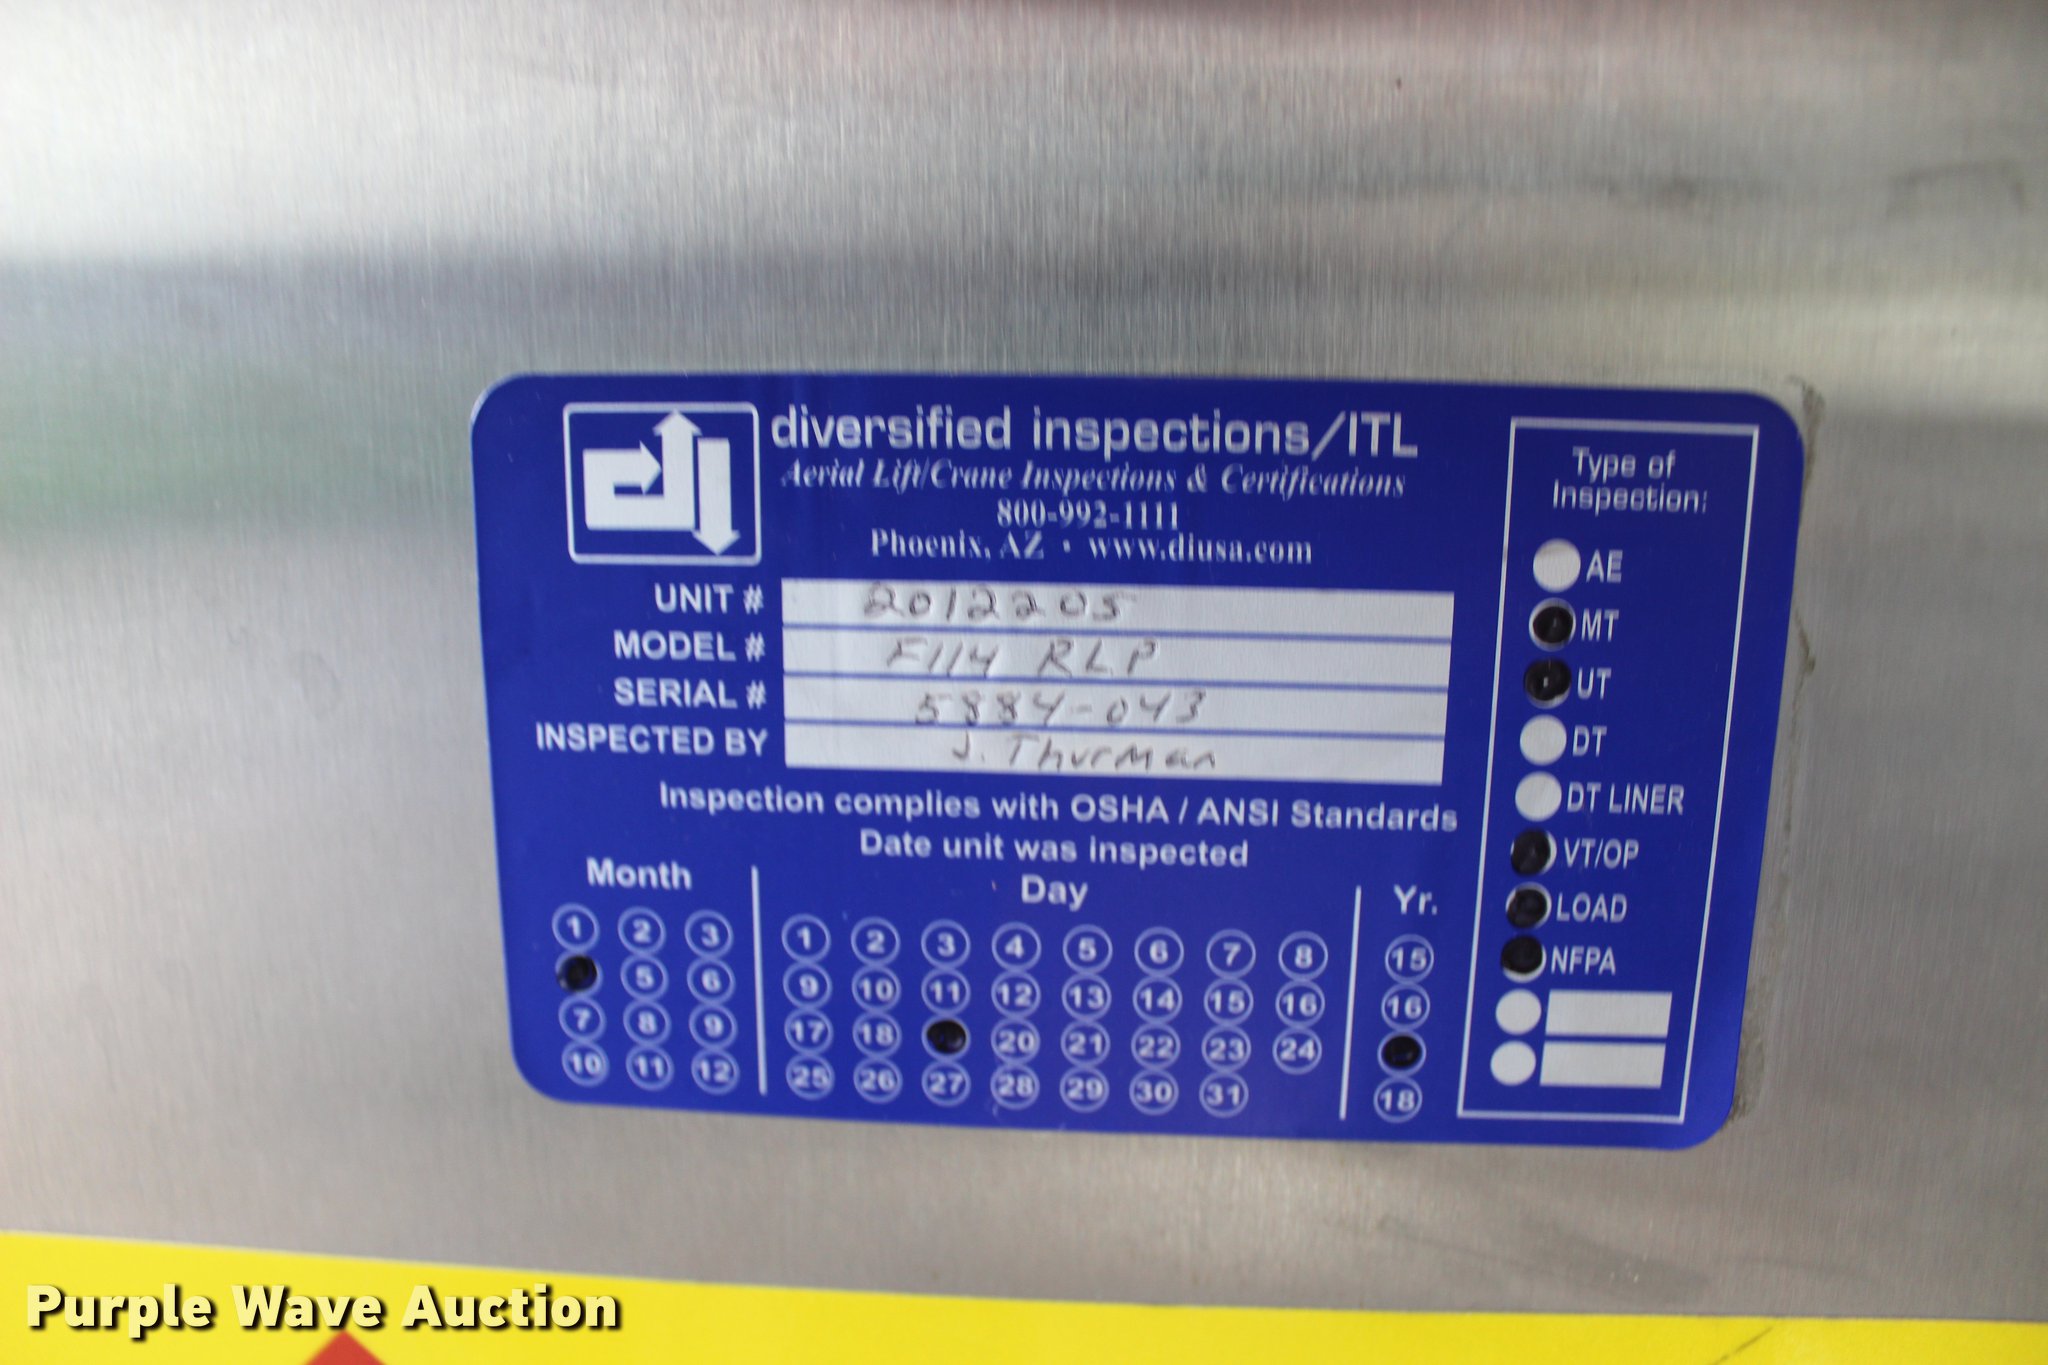 diversified inspections/ITL
Aerial Lift/Crane Inspections & Certifications
800-992-1111
Phoenix, AZ · www.diusa.com
UNIT # 2012205
MODEL # F114 RLP
SERIAL # 5884-043
INSPECTED BY J. Thurman
Inspection complies with OSHA / ANSI Standards
Date unit was inspected
Month
1 2 3
5 6
7 8 9
10 11 12
Day
1 2 3 4 5 6 7 8
9 10 11 12 13 14 15 16
17 18 20 21 22 23 24
25 26 27 28 29 30 31
Yr.
15
16
18
Type of
Inspection:
AE
MT
UT
DT
DT LINER
VT/OP
LOAD
NFPA
Purple Wave Auction